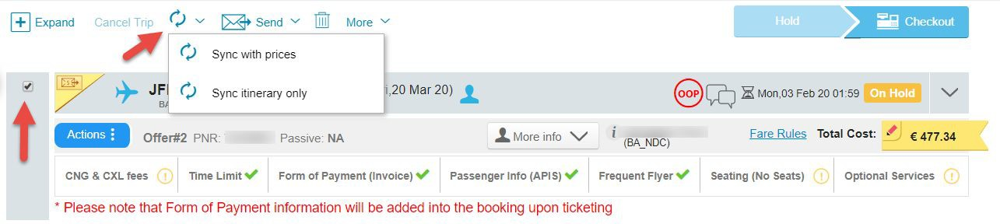 Expand Cancel Trip Send More Hold Checkout
Sync with prices
Sync itinerary only
,20 Mar 20) OOP Mon,03 Feb 20 01:59 On Hold
BA
Actions Offer#2 PNR: Passive: NA More info i (BA_NDC) Fare Rules Total Cost: € 477.34
CNG & CXL fees Time Limit Form of Payment (Invoice) Passenger Info (APIS) Frequent Flyer Seating (No Seats) Optional Services
* Please note that Form of Payment information will be added into the booking upon ticketing